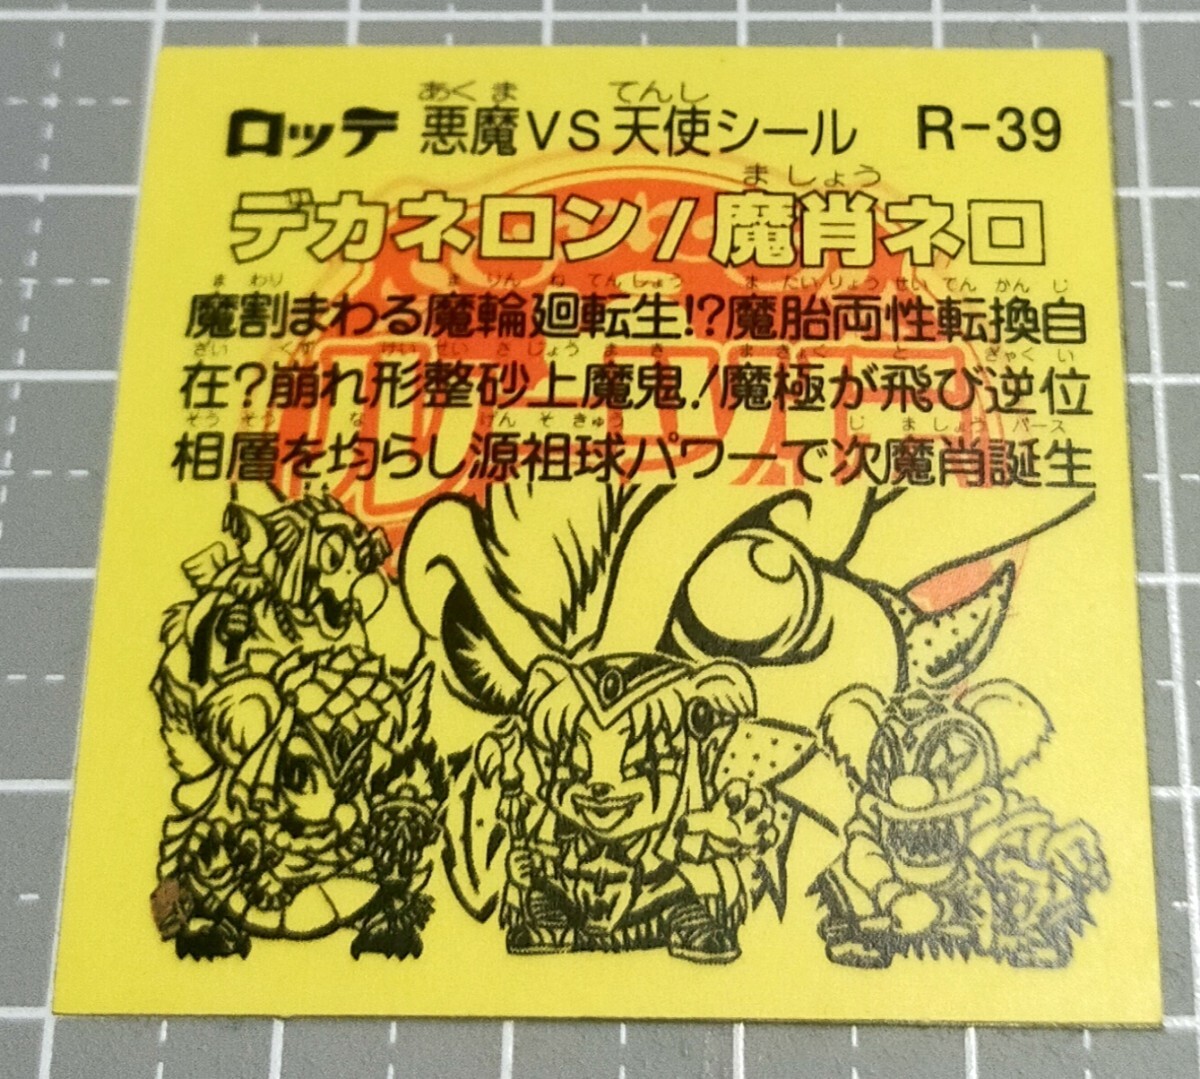 ロッテ 悪魔VS天使シール R-39
デカネロン/魔肖ネロ
魔割まわる魔輪廻転生!?魔胎両性転換自
在?崩れ形整砂上魔鬼!魔極が飛び逆位
相層を均らし源祖球パワーで次魔肖誕生